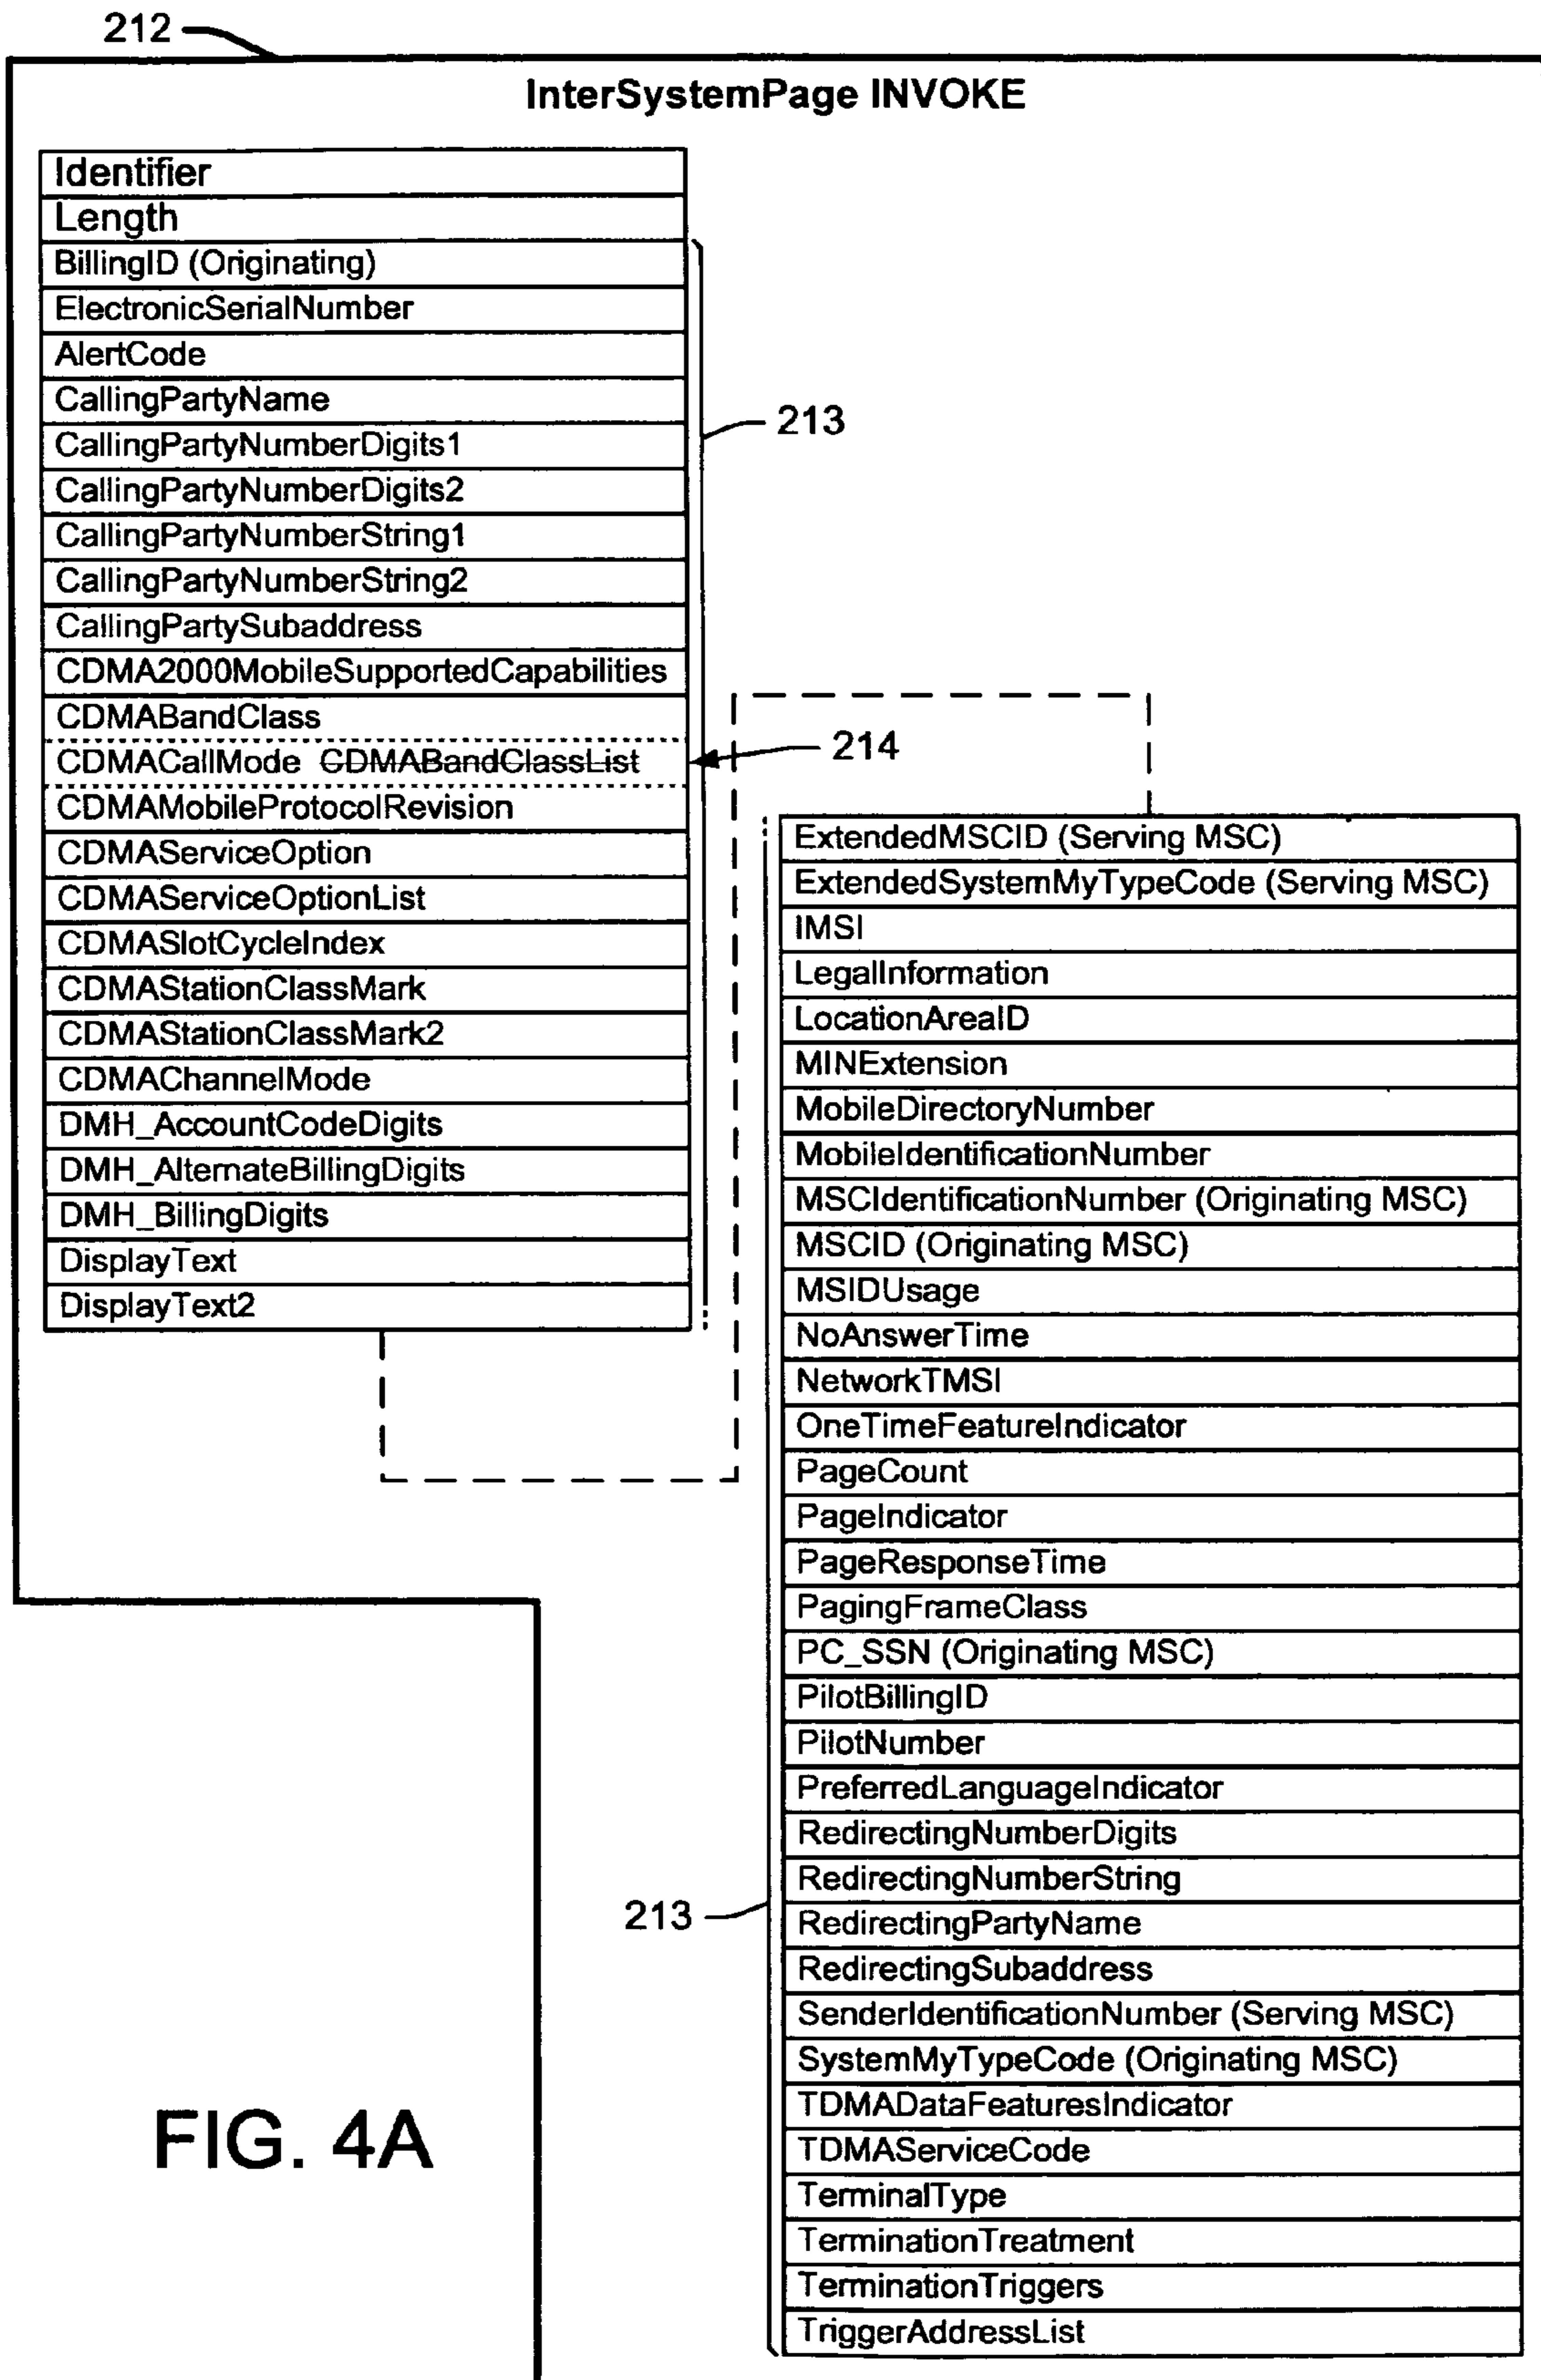 212
InterSystemPage INVOKE
Identifier
Length
BillingID (Originating)
ElectronicSerialNumber
AlertCode
CallingPartyName
CallingPartyNumberDigits1
213
CallingPartyNumberDigits2
CallingPartyNumberString1
CallingPartyNumberString2
CallingPartySubaddress
CDMA2000MobileSupportedCapabilities
CDMABandClass
CDMACallMode CDMABandClassList
214
CDMAMobileProtocolRevision
CDMAServiceOption
CDMAServiceOptionList
CDMASlotCycleIndex
CDMAStationClassMark
CDMAStationClassMark2
CDMAChannelMode
DMH_AccountCodeDigits
DMH_AlternateBillingDigits
DMH_BillingDigits
DisplayText
DisplayText2
ExtendedMSCID (Serving MSC)
ExtendedSystemMyTypeCode (Serving MSC)
IMSI
LegalInformation
LocationAreaID
MINExtension
MobileDirectoryNumber
MobileIdentificationNumber
MSCIdentificationNumber (Originating MSC)
MSCID (Originating MSC)
MSIDUsage
NoAnswerTime
NetworkTMSI
OneTimeFeatureIndicator
PageCount
PageIndicator
PageResponseTime
PagingFrameClass
PC_SSN (Originating MSC)
PilotBillingID
PilotNumber
PreferredLanguageIndicator
RedirectingNumberDigits
RedirectingNumberString
213
RedirectingPartyName
RedirectingSubaddress
SenderIdentificationNumber (Serving MSC)
SystemMyTypeCode (Originating MSC)
TDMADataFeaturesIndicator
TDMAServiceCode
TerminalType
TerminationTreatment
TerminationTriggers
TriggerAddressList
FIG. 4A